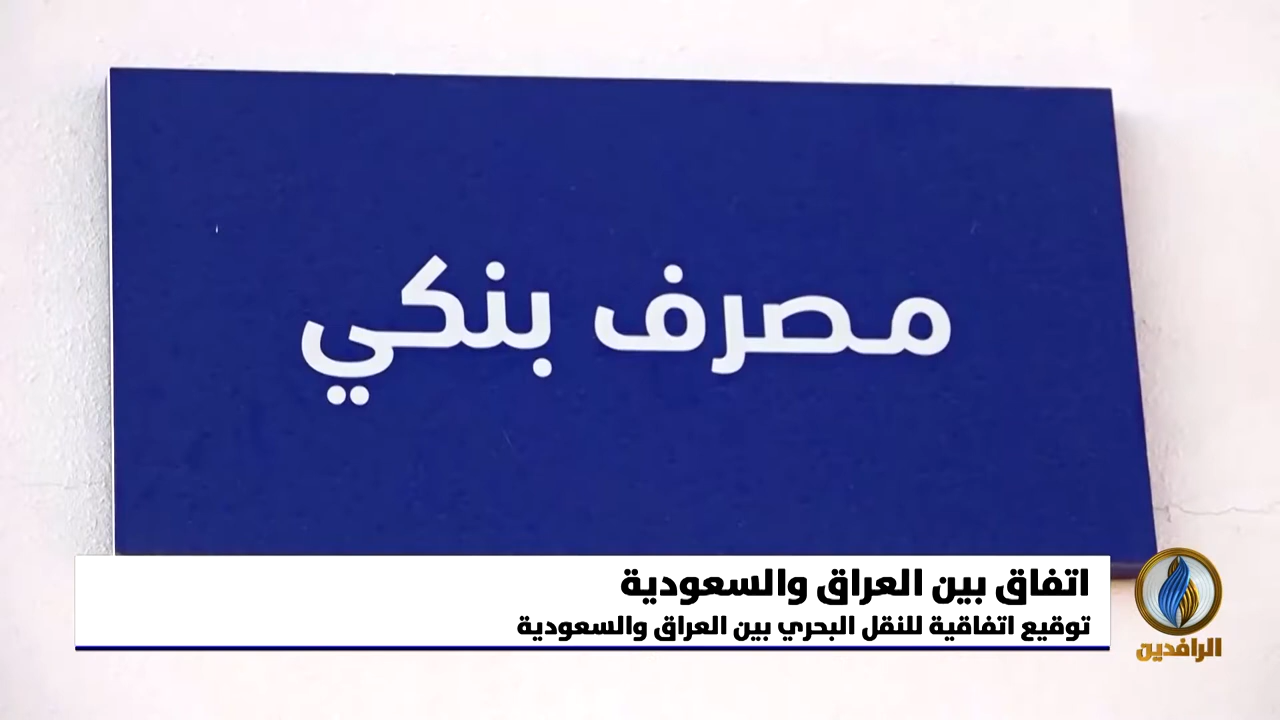 مصرف بنكي
اتفاق بين العراق والسعودية
توقيع اتفاقية للنقل البحري بين العراق والسعودية
الرافدين